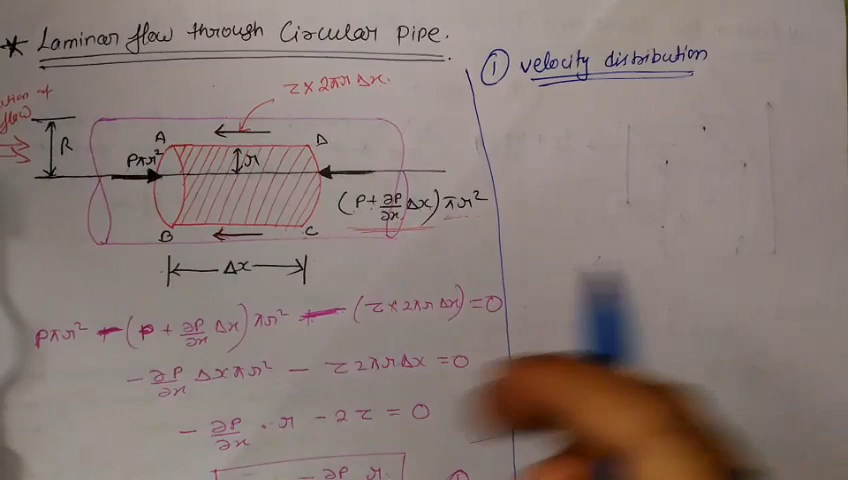 * Laminar flow through Circular pipe.
① velocity distribution
flow
τ × 2πr Δx.
R
A
D
Pπr²
r
(P + ∂P/∂x Δx) πr²
B
C
Δx
Pπr² - (P + ∂P/∂x Δx) πr² - (τ × 2πr Δx) = 0
- ∂P/∂x Δx πr² - τ 2πr Δx = 0
- ∂P/∂x · r - 2τ = 0
- ∂P r